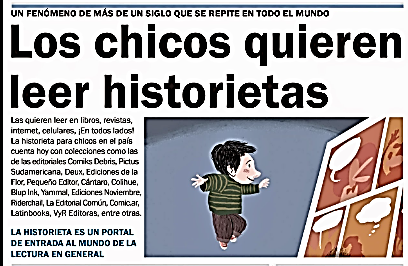 UN FENÓMENO DE MÁS DE UN SIGLO QUE SE REPITE EN TODO EL MUNDO
Los chicos quieren
leer historietas
Las quieren leer en libros, revistas,
internet, celulares, ¡En todos lados!
La historieta para chicos en el país
cuenta hoy con colecciones como las
de las editoriales Comiks Debris, Pictus
Sudamericana, Deux, Ediciones de la
Flor, Pequeño Editor, Cántaro, Colihue,
Blup Ink, Yammal, Ediciones Noviembre,
Riderchail, La Editorial Común, Comic.ar,
Latinbooks, VyR Editoras, entre otras.
LA HISTORIETA ES UN PORTAL
DE ENTRADA AL MUNDO DE LA
LECTURA EN GENERAL